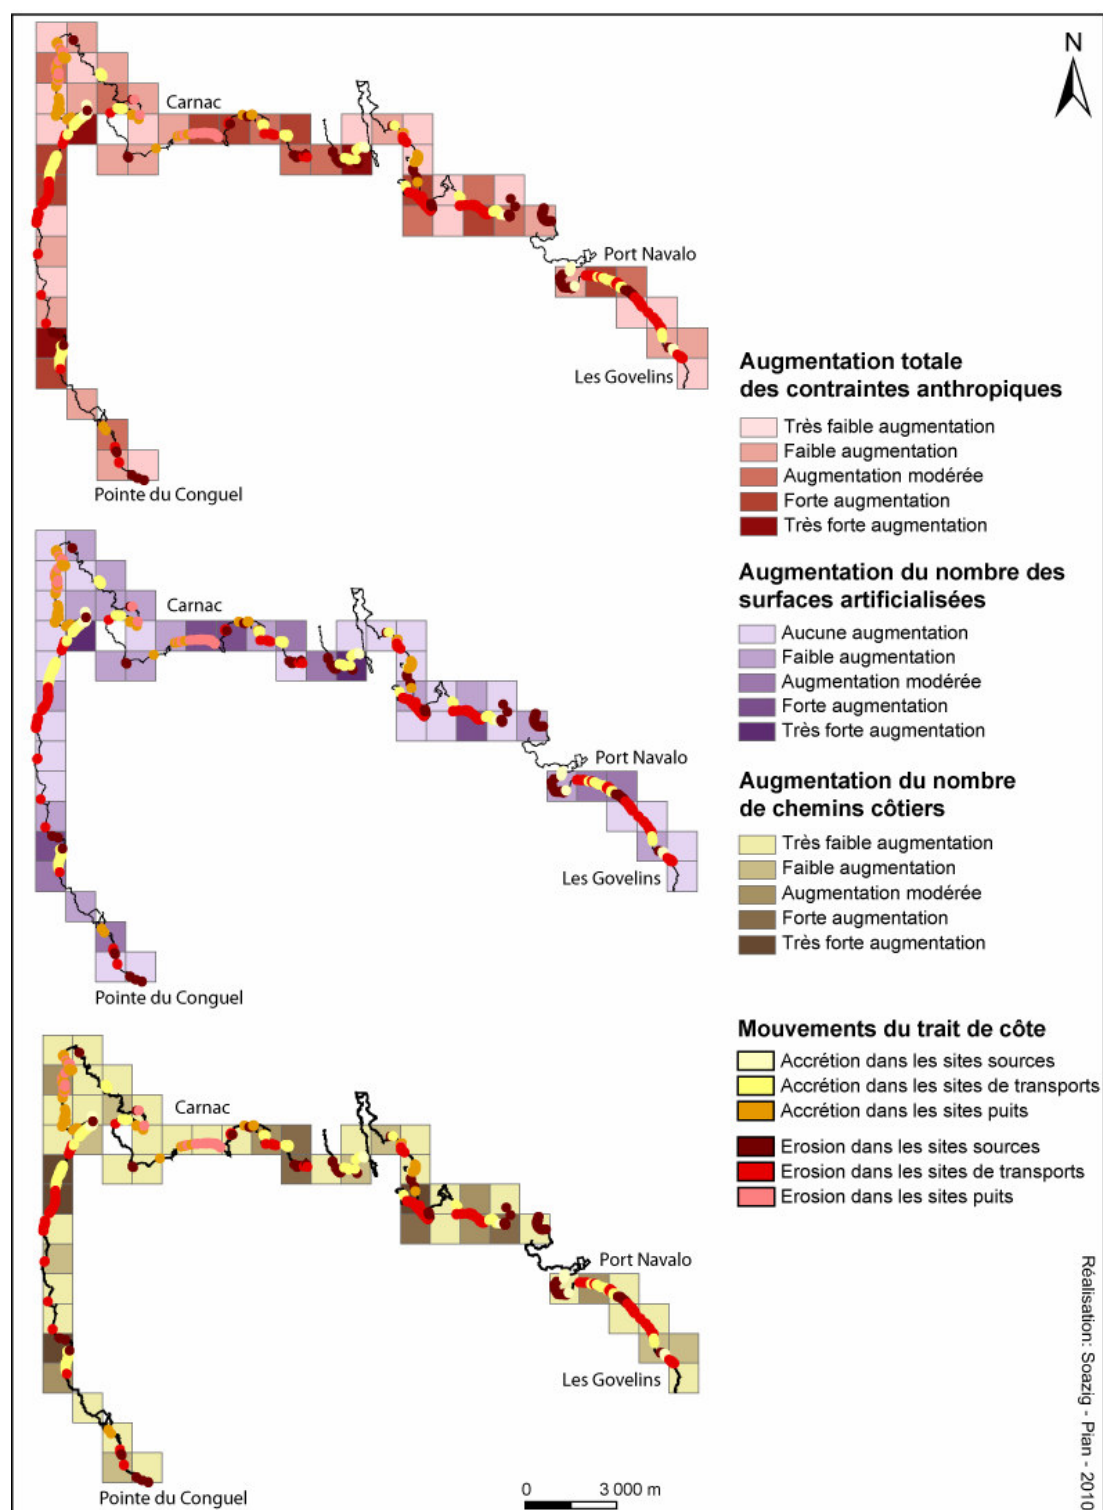 N
Carnac
Port Navalo
Les Govelins
Pointe du Conguel
Augmentation totale
des contraintes anthropiques
Très faible augmentation
Faible augmentation
Augmentation modérée
Forte augmentation
Très forte augmentation
Carnac
Port Navalo
Les Govelins
Pointe du Conguel
Augmentation du nombre des
surfaces artificialisées
Aucune augmentation
Faible augmentation
Augmentation modérée
Forte augmentation
Très forte augmentation
Augmentation du nombre
de chemins côtiers
Très faible augmentation
Faible augmentation
Augmentation modérée
Forte augmentation
Très forte augmentation
Carnac
Port Navalo
Les Govelins
Pointe du Conguel
Mouvements du trait de côte
Accrétion dans les sites sources
Accrétion dans les sites de transports
Accrétion dans les sites puits
Erosion dans les sites sources
Erosion dans les sites de transports
Erosion dans les sites puits
0 3 000 m
Réalisation: Soazig - Pian - 2010